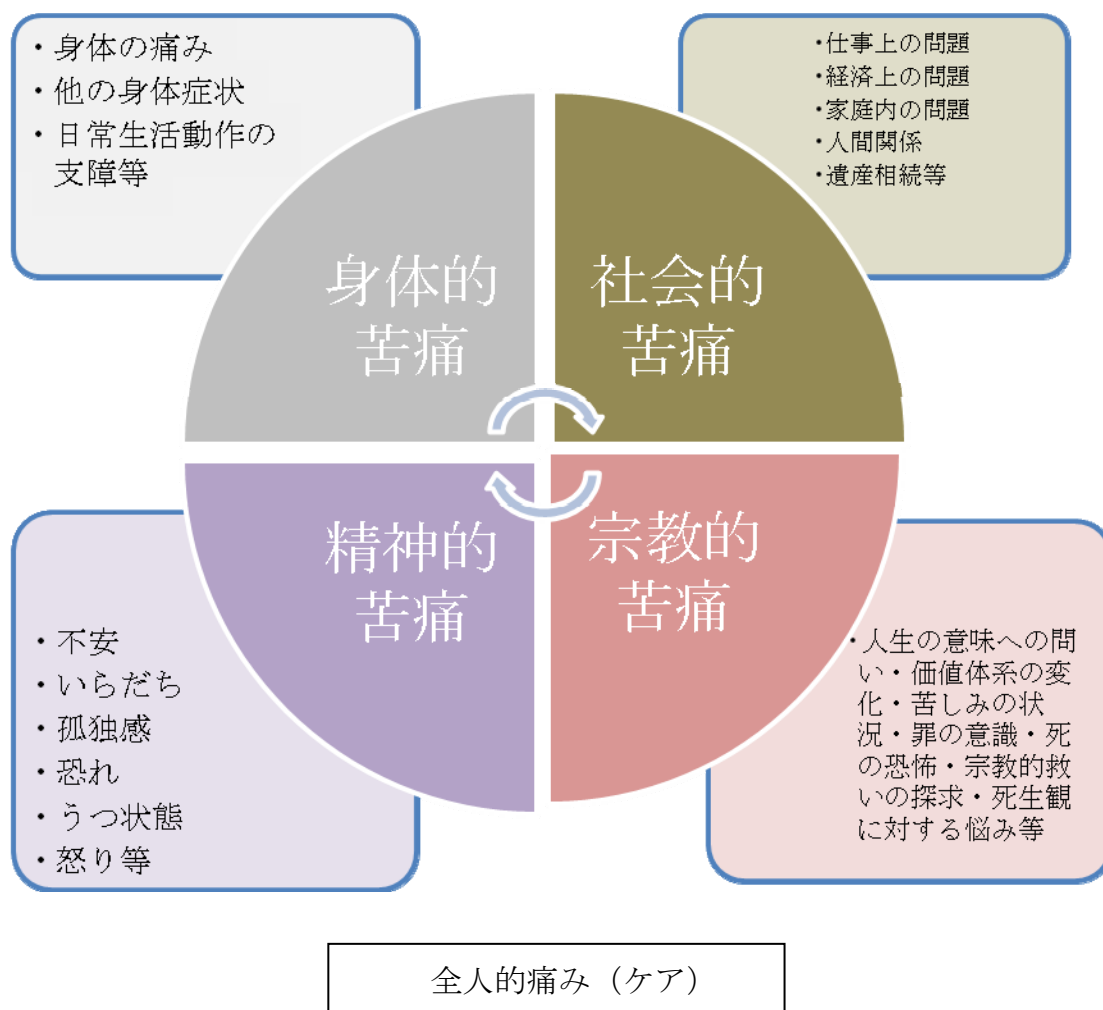 ・身体の痛み
・他の身体症状
・日常生活動作の
支障等
・仕事上の問題
・経済上の問題
・家庭内の問題
・人間関係
・遺産相続等
身体的
苦痛
社会的
苦痛
精神的
苦痛
宗教的
苦痛
・不安
・いらだち
・孤独感
・恐れ
・うつ状態
・怒り等
・人生の意味への問
い・価値体系の変
化・苦しみの状
況・罪の意識・死
の恐怖・宗教的救
いの探求・死生観
に対する悩み等
全人的痛み（ケア）